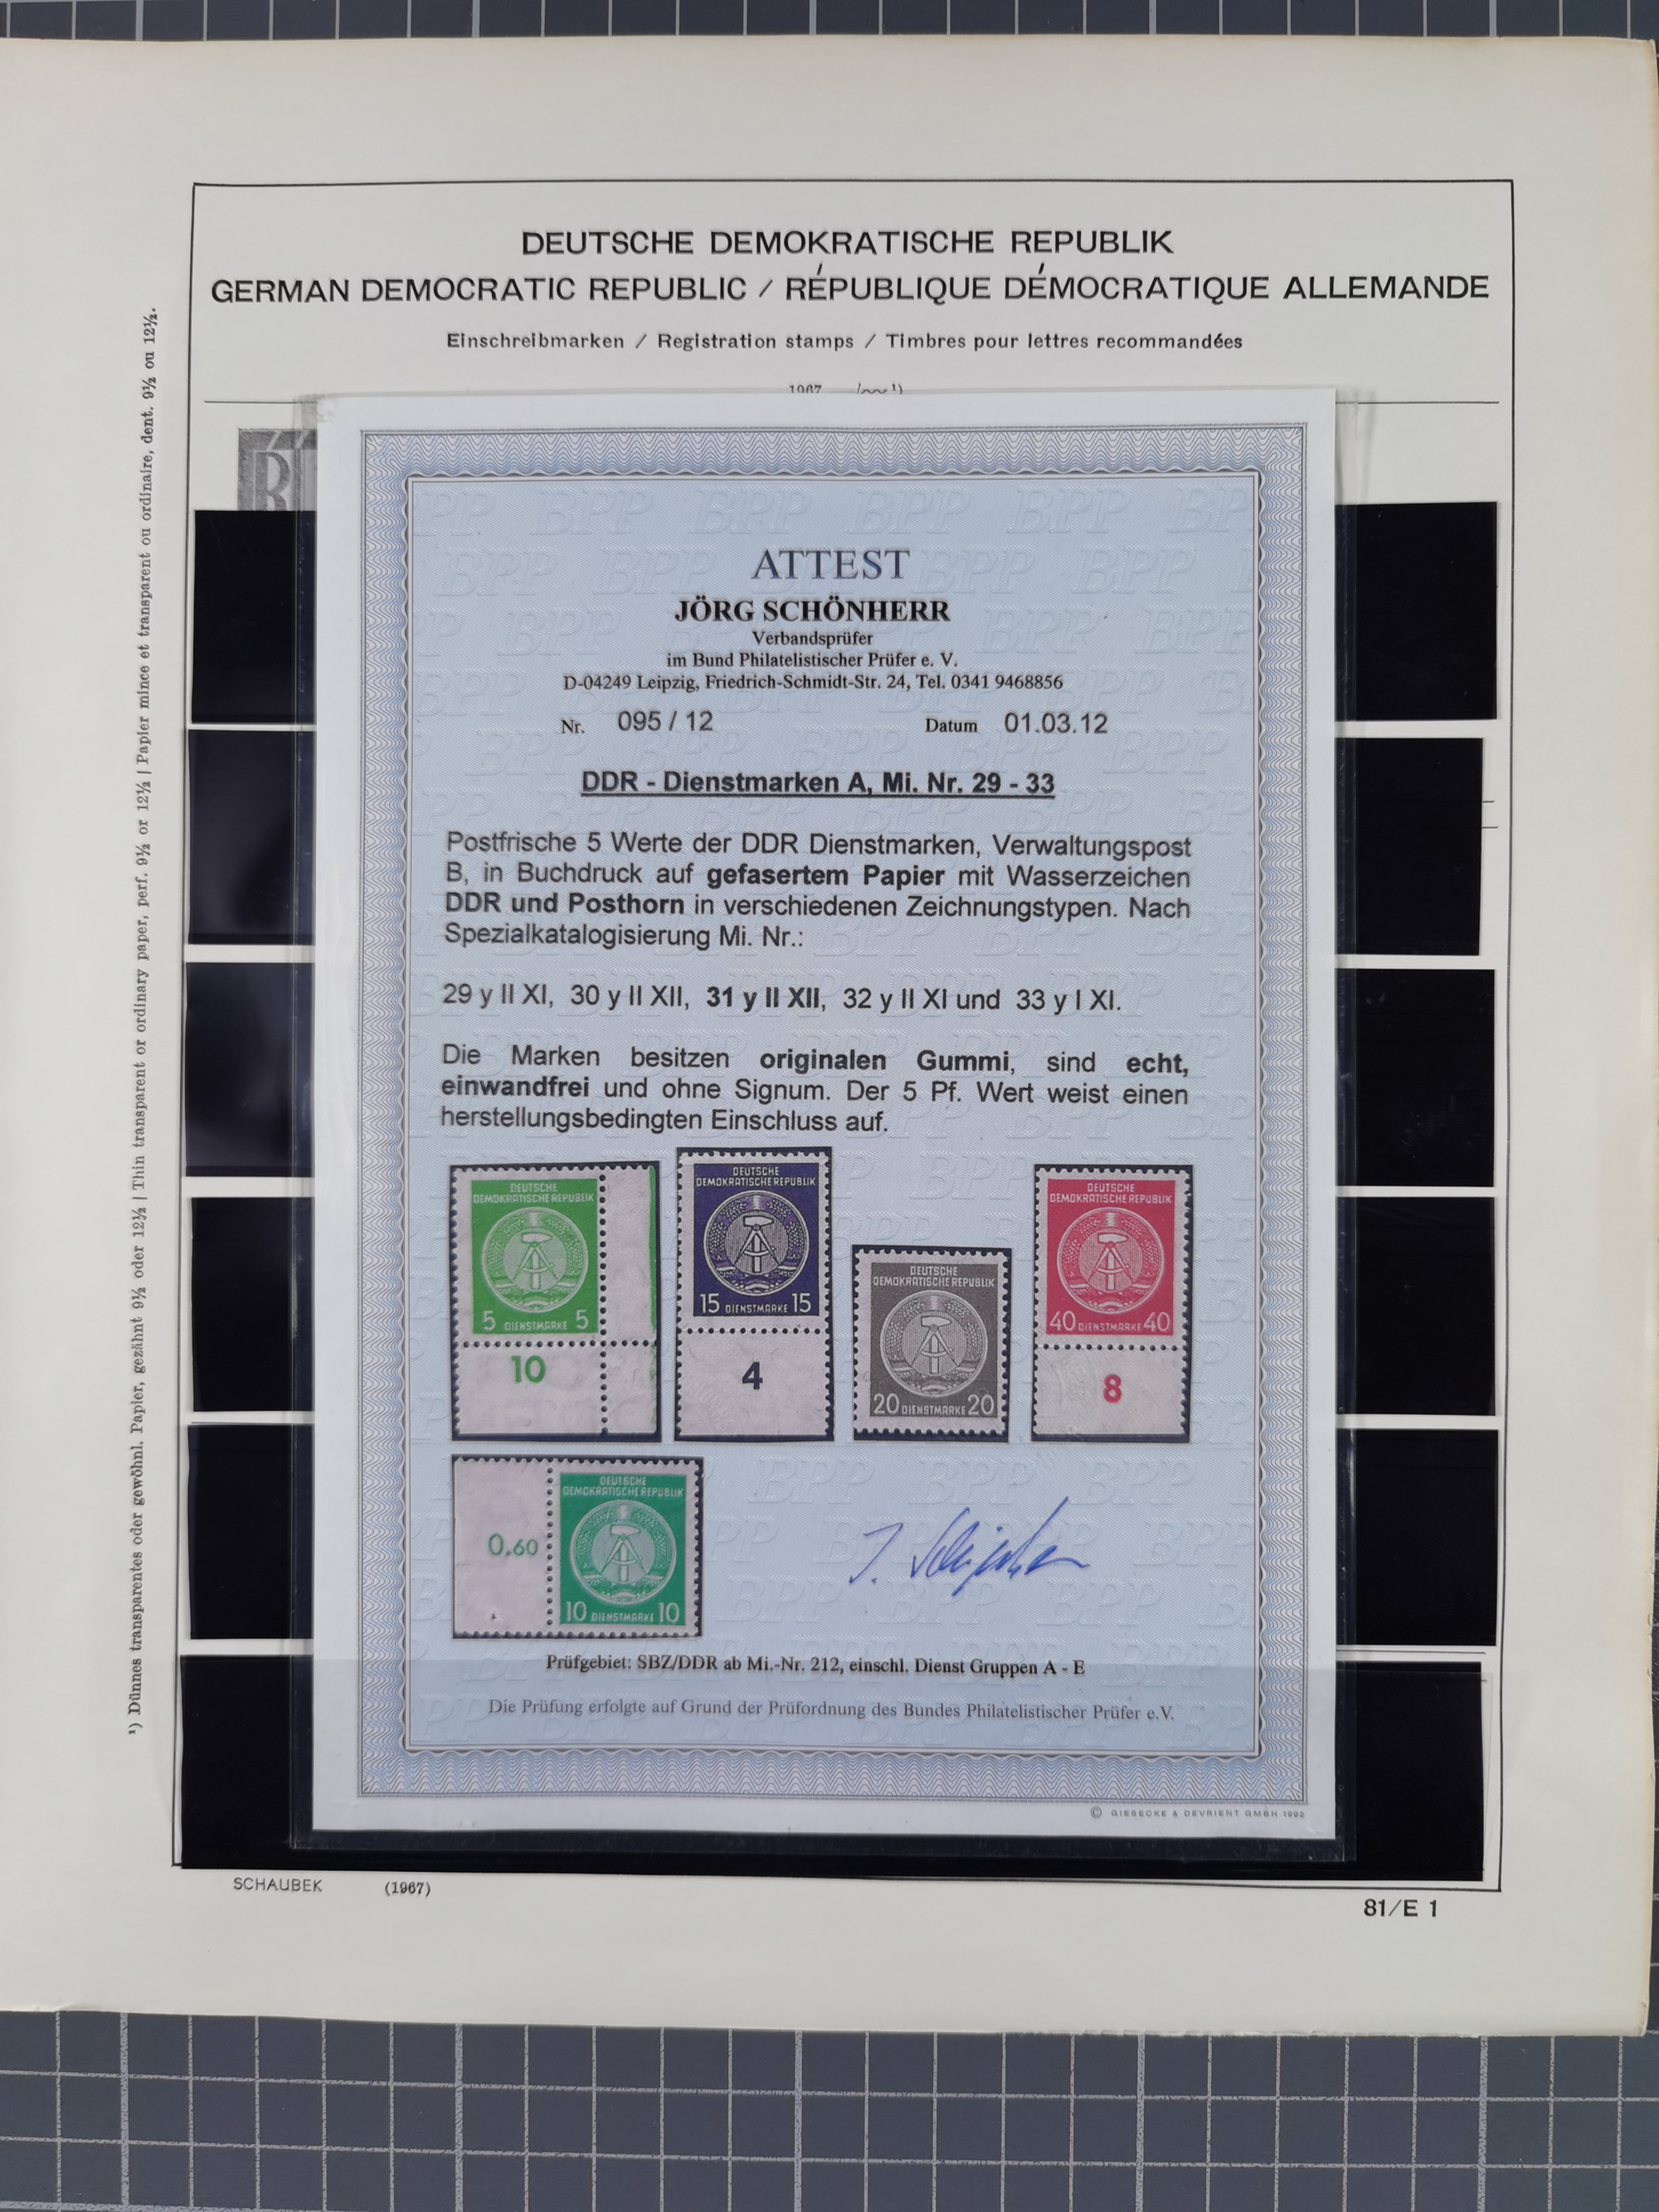 DEUTSCHE DEMOKRATISCHE REPUBLIK
GERMAN DEMOCRATIC REPUBLIC / RÉPUBLIQUE DÉMOCRATIQUE ALLEMANDE
Einschreibmarken / Registration stamps / Timbres pour lettres recommandées
1967
¹) Dünnes transparentes oder gewöhnl. Papier, gezähnt 9½ oder 12½ | Thin transparent or ordinary paper, perf. 9½ or 12½ | Papier mince et transparent ou ordinaire, dent. 9½ ou 12½.
R
ATTEST
JÖRG SCHÖNHERR
Verbandsprüfer
im Bund Philatelistischer Prüfer e. V.
D-04249 Leipzig, Friedrich-Schmidt-Str. 24, Tel. 0341 9468856
Nr. 095 / 12 Datum 01.03.12
DDR - Dienstmarken A, Mi. Nr. 29 - 33
Postfrische 5 Werte der DDR Dienstmarken, Verwaltungspost
B, in Buchdruck auf gefasertem Papier mit Wasserzeichen
DDR und Posthorn in verschiedenen Zeichnungstypen. Nach
Spezialkatalogisierung Mi. Nr.:
29 y II XI, 30 y II XII, 31 y II XII, 32 y II XI und 33 y I XI.
Die Marken besitzen originalen Gummi, sind echt,
einwandfrei und ohne Signum. Der 5 Pf. Wert weist einen
herstellungsbedingten Einschluss auf.
DEUTSCHE
DEMOKRATISCHE REPUBLIK
5 DIENSTMARKE 5
10
DEUTSCHE
DEMOKRATISCHE REPUBLIK
15 DIENSTMARKE 15
4
DEUTSCHE
DEMOKRATISCHE REPUBLIK
20 DIENSTMARKE 20
DEUTSCHE
DEMOKRATISCHE REPUBLIK
40 DIENSTMARKE 40
8
0,60
DEUTSCHE
DEMOKRATISCHE REPUBLIK
10 DIENSTMARKE 10
Prüfgebiet: SBZ/DDR ab Mi.-Nr. 212, einschl. Dienst Gruppen A - E
Die Prüfung erfolgte auf Grund der Prüfordnung des Bundes Philatelistischer Prüfer e.V.
© GIESECKE & DEVRIENT GMBH 1992
SCHAUBEK (1967)
81/E 1